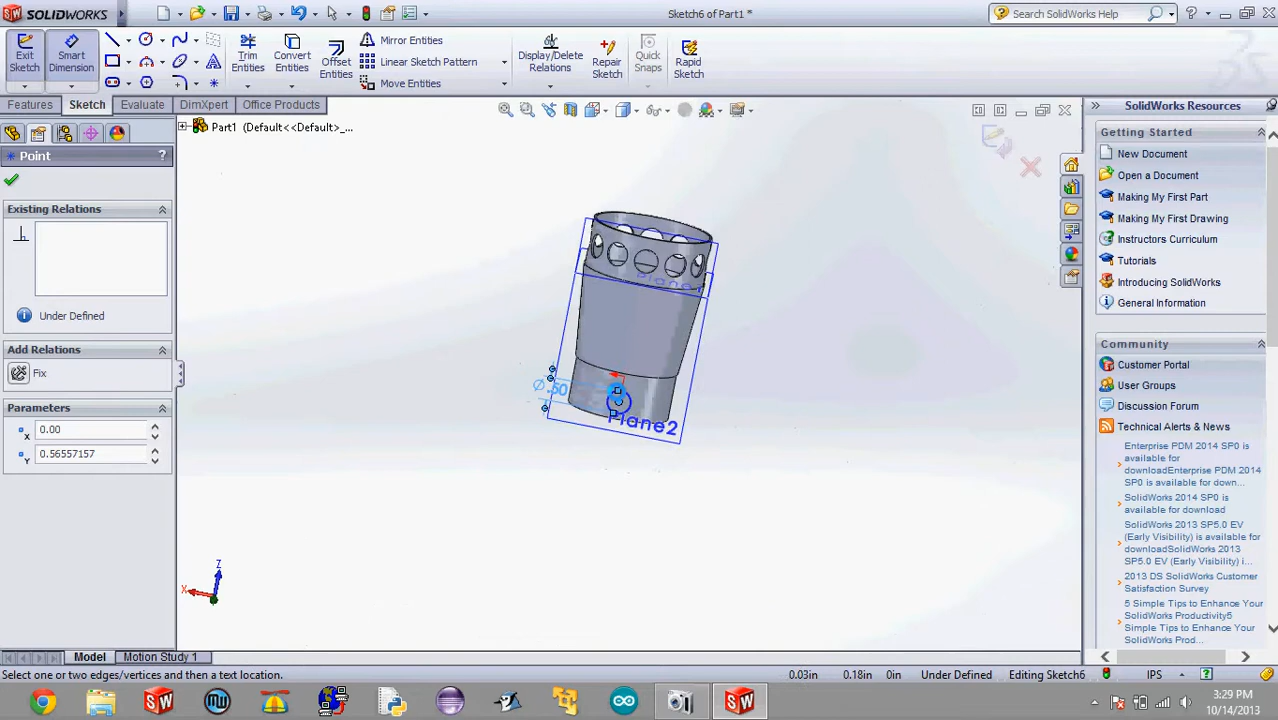 SOLIDWORKS
Sketch6 of Part1 *
Search SolidWorks Help
Exit Sketch
Smart Dimension
Trim Entities
Convert Entities
Offset Entities
Mirror Entities
Linear Sketch Pattern
Move Entities
Display/Delete Relations
Repair Sketch
Quick Snaps
Rapid Sketch
Features
Sketch
Evaluate
DimXpert
Office Products
Part1 (Default<<Default>_...
SolidWorks Resources
Point
?
Existing Relations
Under Defined
Add Relations
Fix
Parameters
X 0.00
Y 0.56557157
Ø.50
Plane2
X
Z
Getting Started
New Document
Open a Document
Making My First Part
Making My First Drawing
Instructors Curriculum
Tutorials
Introducing SolidWorks
General Information
Community
Customer Portal
User Groups
Discussion Forum
Technical Alerts & News
Enterprise PDM 2014 SP0 is
available for
downloadEnterprise PDM 2014
SP0 is available for down...
SolidWorks 2014 SP0 is
available for download
SolidWorks 2013 SP5.0 EV
(Early Visibility) is available for
downloadSolidWorks 2013
SP5.0 EV (Early Visibility) i...
2013 DS SolidWorks Customer
Satisfaction Survey
5 Simple Tips to Enhance Your
SolidWorks Productivity5
Simple Tips to Enhance Your
SolidWorks Prod...
Model
Motion Study 1
Select one or two edges/vertices and then a text location.
0.03in
0.18in
0in
Under Defined
Editing Sketch6
IPS
3:29 PM
10/14/2013